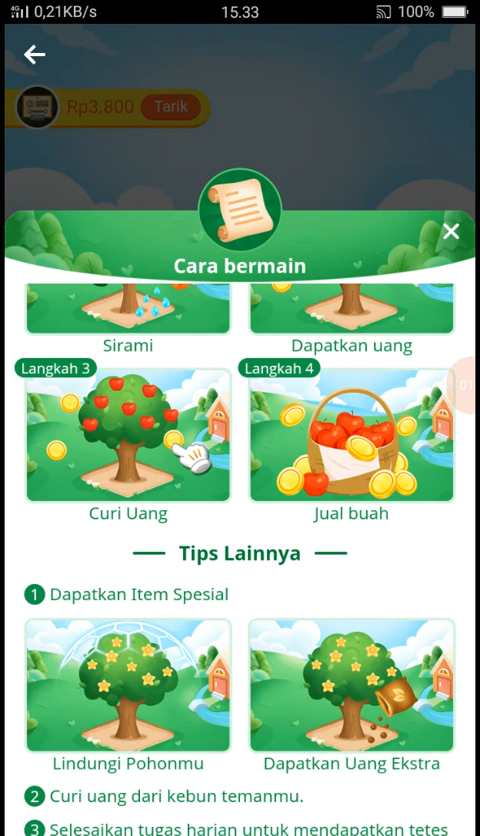 4G 0,21KB/s 15.33 100%
Rp3,800 Tarik
Cara bermain
Sirami Dapatkan uang
Langkah 3 Langkah 4
01
Curi Uang Jual buah
Tips Lainnya
1 Dapatkan Item Spesial
Lindungi Pohonmu Dapatkan Uang Ekstra
2 Curi uang dari kebun temanmu.
3 Selesaikan tugas harian untuk mendapatkan tetes